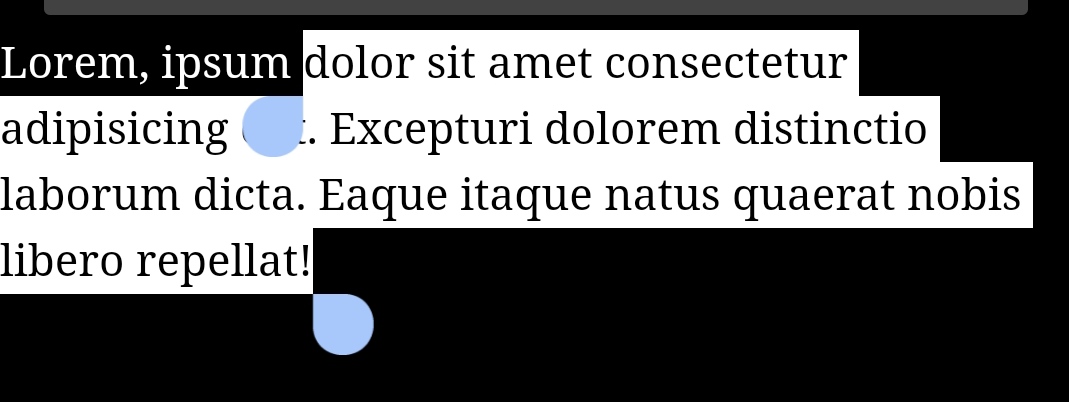 Lorem, ipsum dolor sit amet consectetur
adipisicing . Excepturi dolorem distinctio
laborum dicta. Eaque itaque natus quaerat nobis
libero repellat!